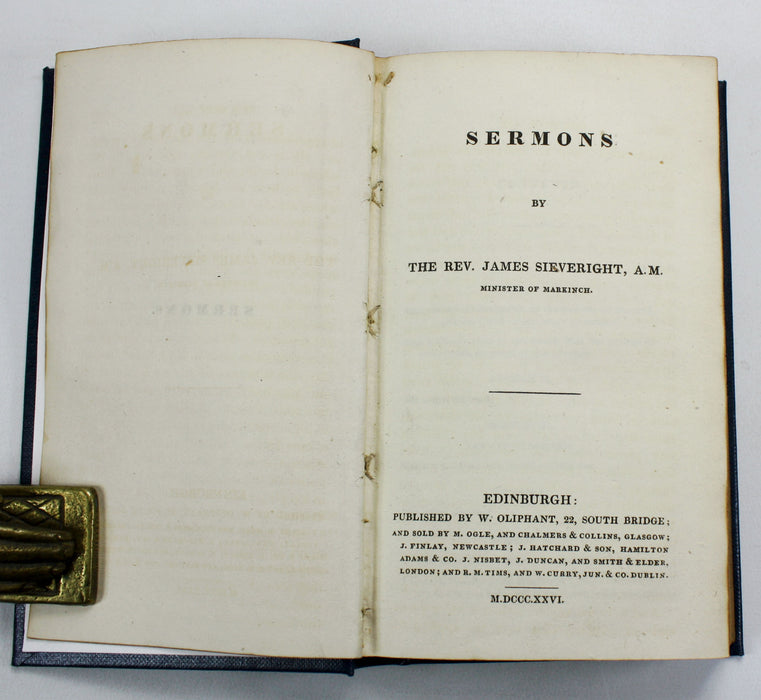 SERMONS
BY
THE REV. JAMES SIEVERIGHT, A.M.
MINISTER OF MARKINCH.
EDINBURGH:
PUBLISHED BY W. OLIPHANT, 22, SOUTH BRIDGE;
AND SOLD BY M. OGLE, AND CHALMERS & COLLINS, GLASGOW;
J. FINLAY, NEWCASTLE; J. HATCHARD & SON, HAMILTON
ADAMS & CO. J. NISBET, J. DUNCAN, AND SMITH & ELDER,
LONDON; AND R. M. TIMS, AND W. CURRY, JUN. & CO. DUBLIN.
M.DCCC.XXVI.